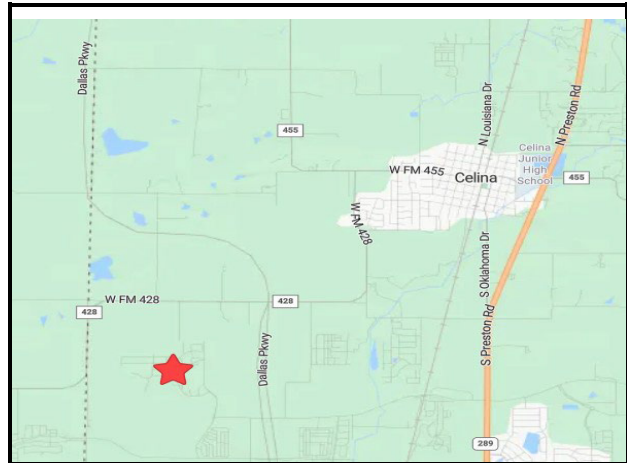 Dallas Pkwy
N Louisiana Dr
N Preston Rd
455
Celina
Junior
High
School
W FM 455
Celina
455
W FM 428
S Oklahoma Dr
W FM 428
428
428
S Preston Rd
Dallas Pkwy
289